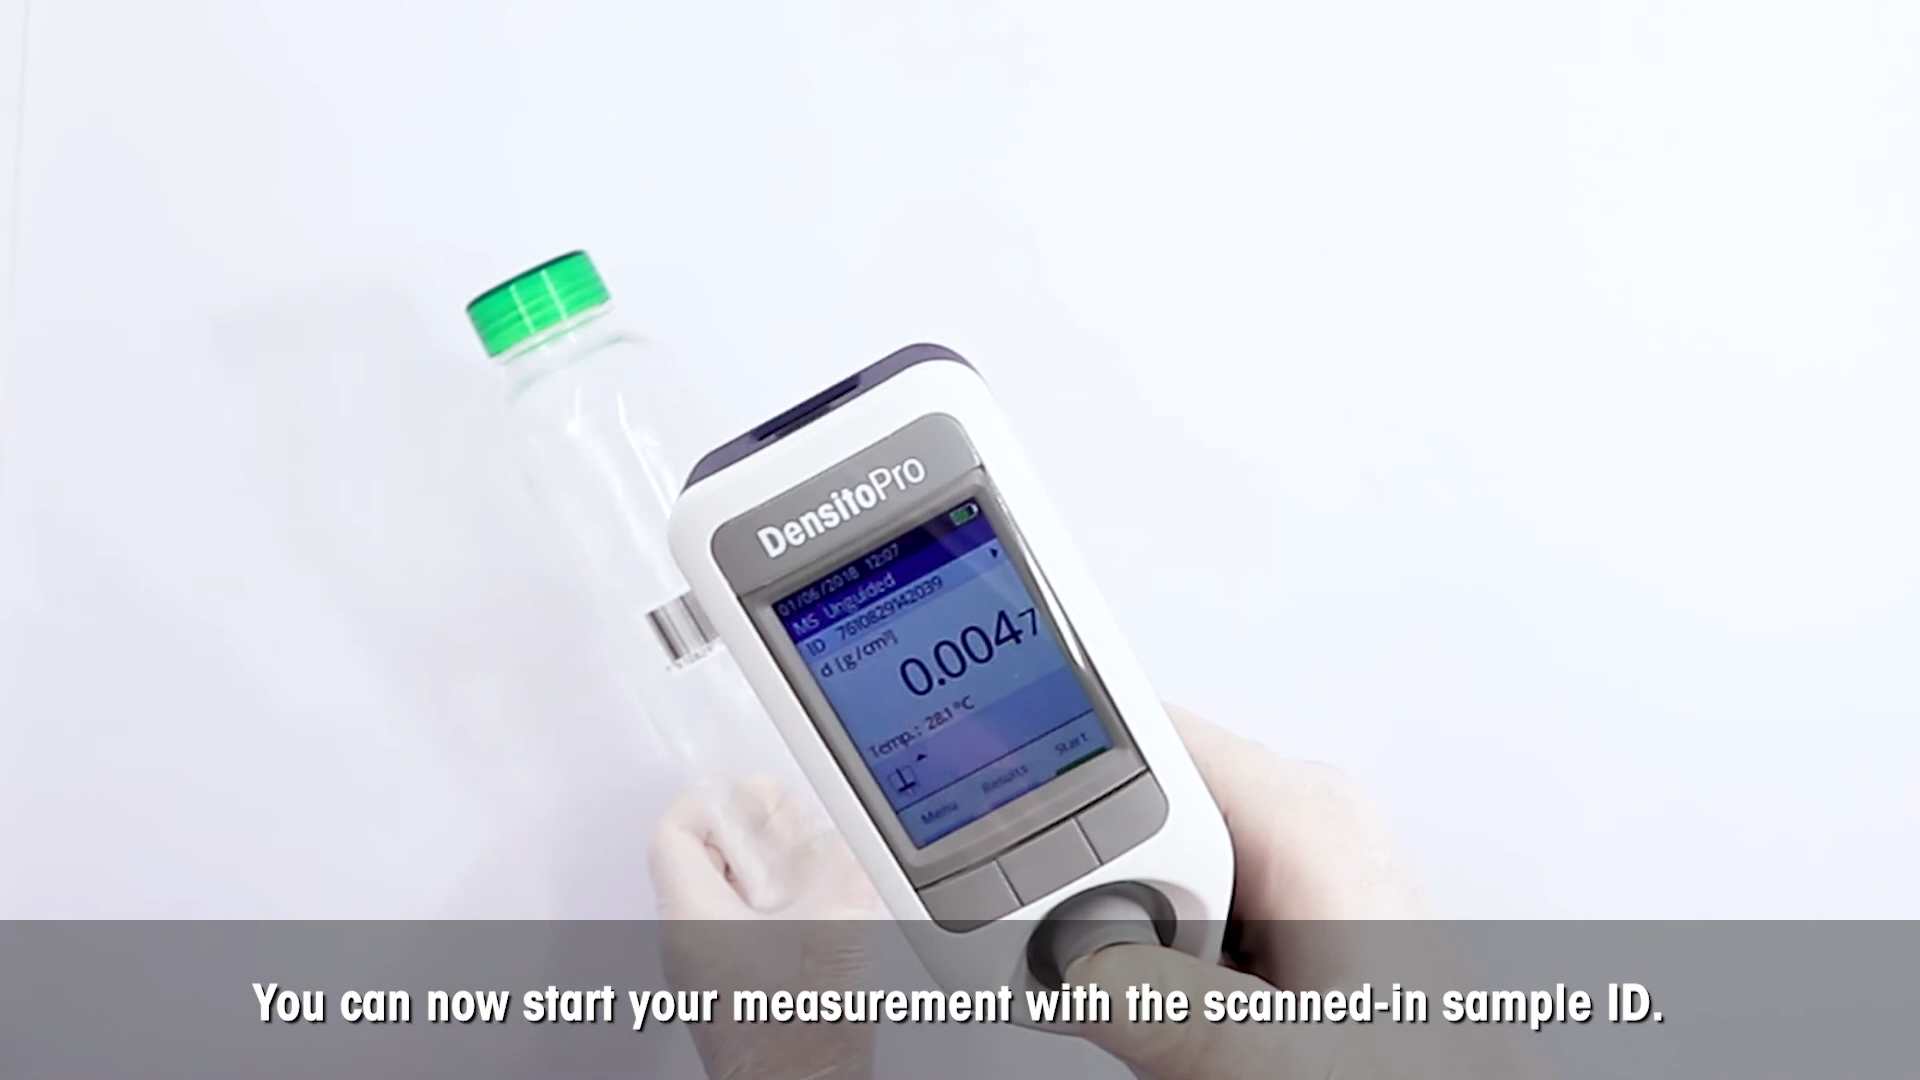 DensitoPro
01/06/2018 12:07
MS Unguided
ID 7610829142039
d [g/cm³]
0.0047
Temp.: 28.1 °C
Menu Results Start
You can now start your measurement with the scanned-in sample ID.